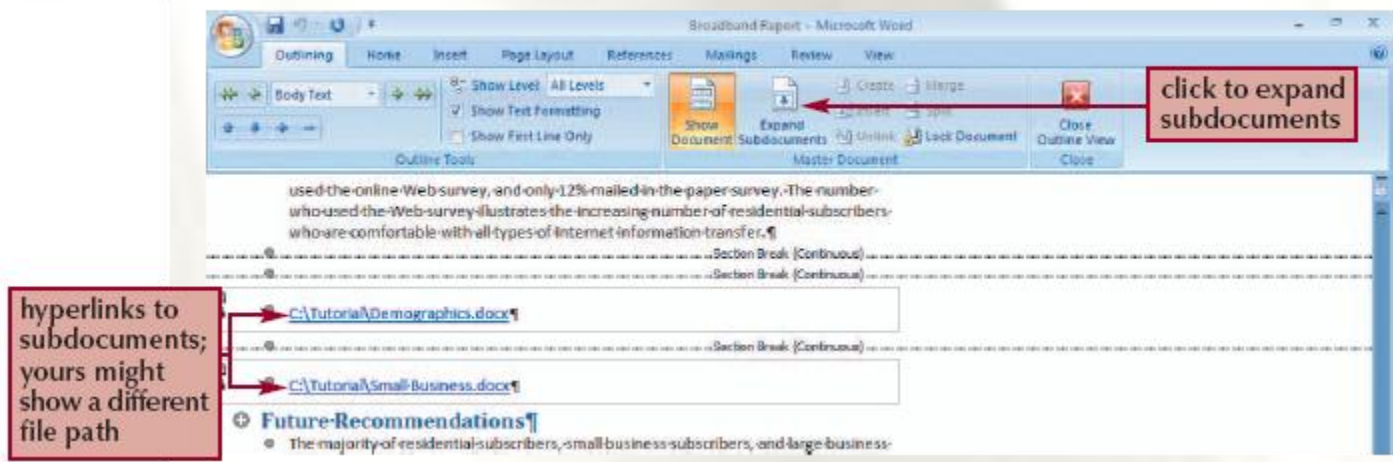 Broadband Report - Microsoft Word
Outlining Home Insert Page Layout References Mailings Review View
Body Text
Show Level: All Levels
Show Text Formatting
Show First Line Only
Outline Tools
Show Document
Expand Subdocuments
Create
Merge
Insert
Split
Unlink
Lock Document
Master Document
Close Outline View
Close
click to expand
subdocuments
used·the·online·Web·survey,·and·only·12%·mailed·in·the·paper·survey.·The·number·
who·used·the·Web·survey·illustrates·the·increasing·number·of·residential·subscribers·
who·are·comfortable·with·all·types·of·Internet·information·transfer.¶
Section Break (Continuous)
Section Break (Continuous)
hyperlinks to
subdocuments;
yours might
show a different
file path
C:\Tutorial\Demographics.docx¶
Section Break (Continuous)
C:\Tutorial\Small·Business.docx¶
Future·Recommendations¶
The·majority·of·residential·subscribers,·small·business·subscribers,·and·large·business·